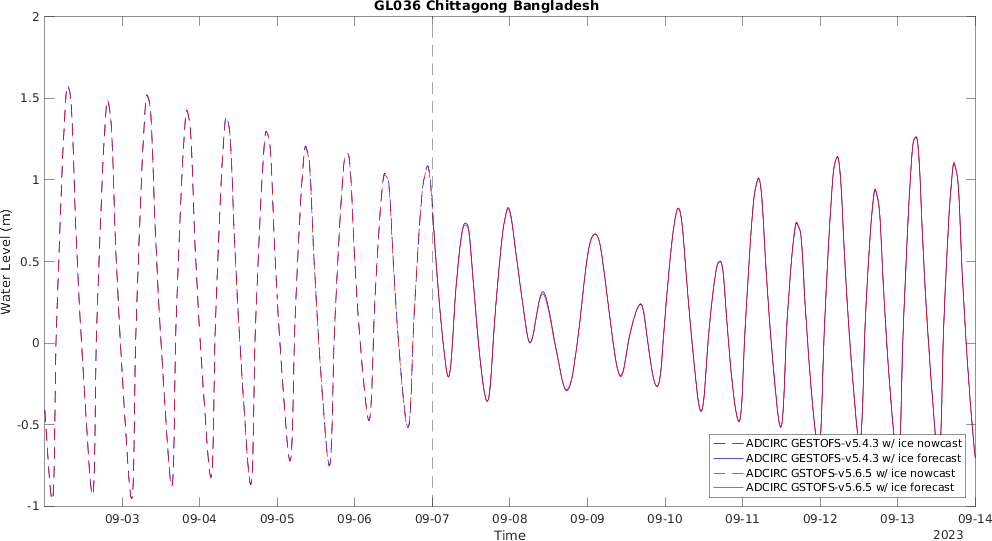 GL036 Chittagong Bangladesh
2
1.5
1
0.5
0
-0.5
-1
Water Level (m)
09-03 09-04 09-05 09-06 09-07 09-08 09-09 09-10 09-11 09-12 09-13 09-14
Time
2023
ADCIRC GESTOFS-v5.4.3 w/ ice nowcast
ADCIRC GESTOFS-v5.4.3 w/ ice forecast
ADCIRC GSTOFS-v5.6.5 w/ ice nowcast
ADCIRC GSTOFS-v5.6.5 w/ ice forecast